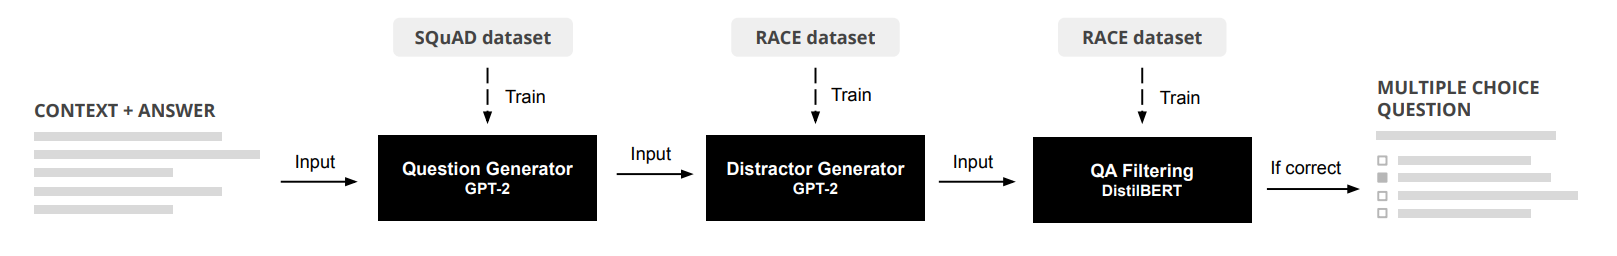 SQuAD dataset
RACE dataset
RACE dataset
Train
Train
Train
CONTEXT + ANSWER
MULTIPLE CHOICE
QUESTION
Input
Question Generator
GPT-2
Input
Distractor Generator
GPT-2
Input
QA Filtering
DistilBERT
If correct